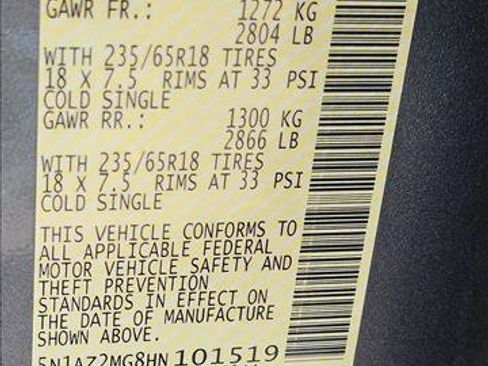 GAWR FR.: 1272 KG
2804 LB
WITH 235/65R18 TIRES
18 X 7.5 RIMS AT 33 PSI
COLD SINGLE
GAWR RR.: 1300 KG
2866 LB
WITH 235/65R18 TIRES
18 X 7.5 RIMS AT 33 PSI
COLD SINGLE
THIS VEHICLE CONFORMS TO
ALL APPLICABLE FEDERAL
MOTOR VEHICLE SAFETY AND
THEFT PREVENTION
STANDARDS IN EFFECT ON
THE DATE OF MANUFACTURE
SHOWN ABOVE.
5N1AZ2MG8HN101519